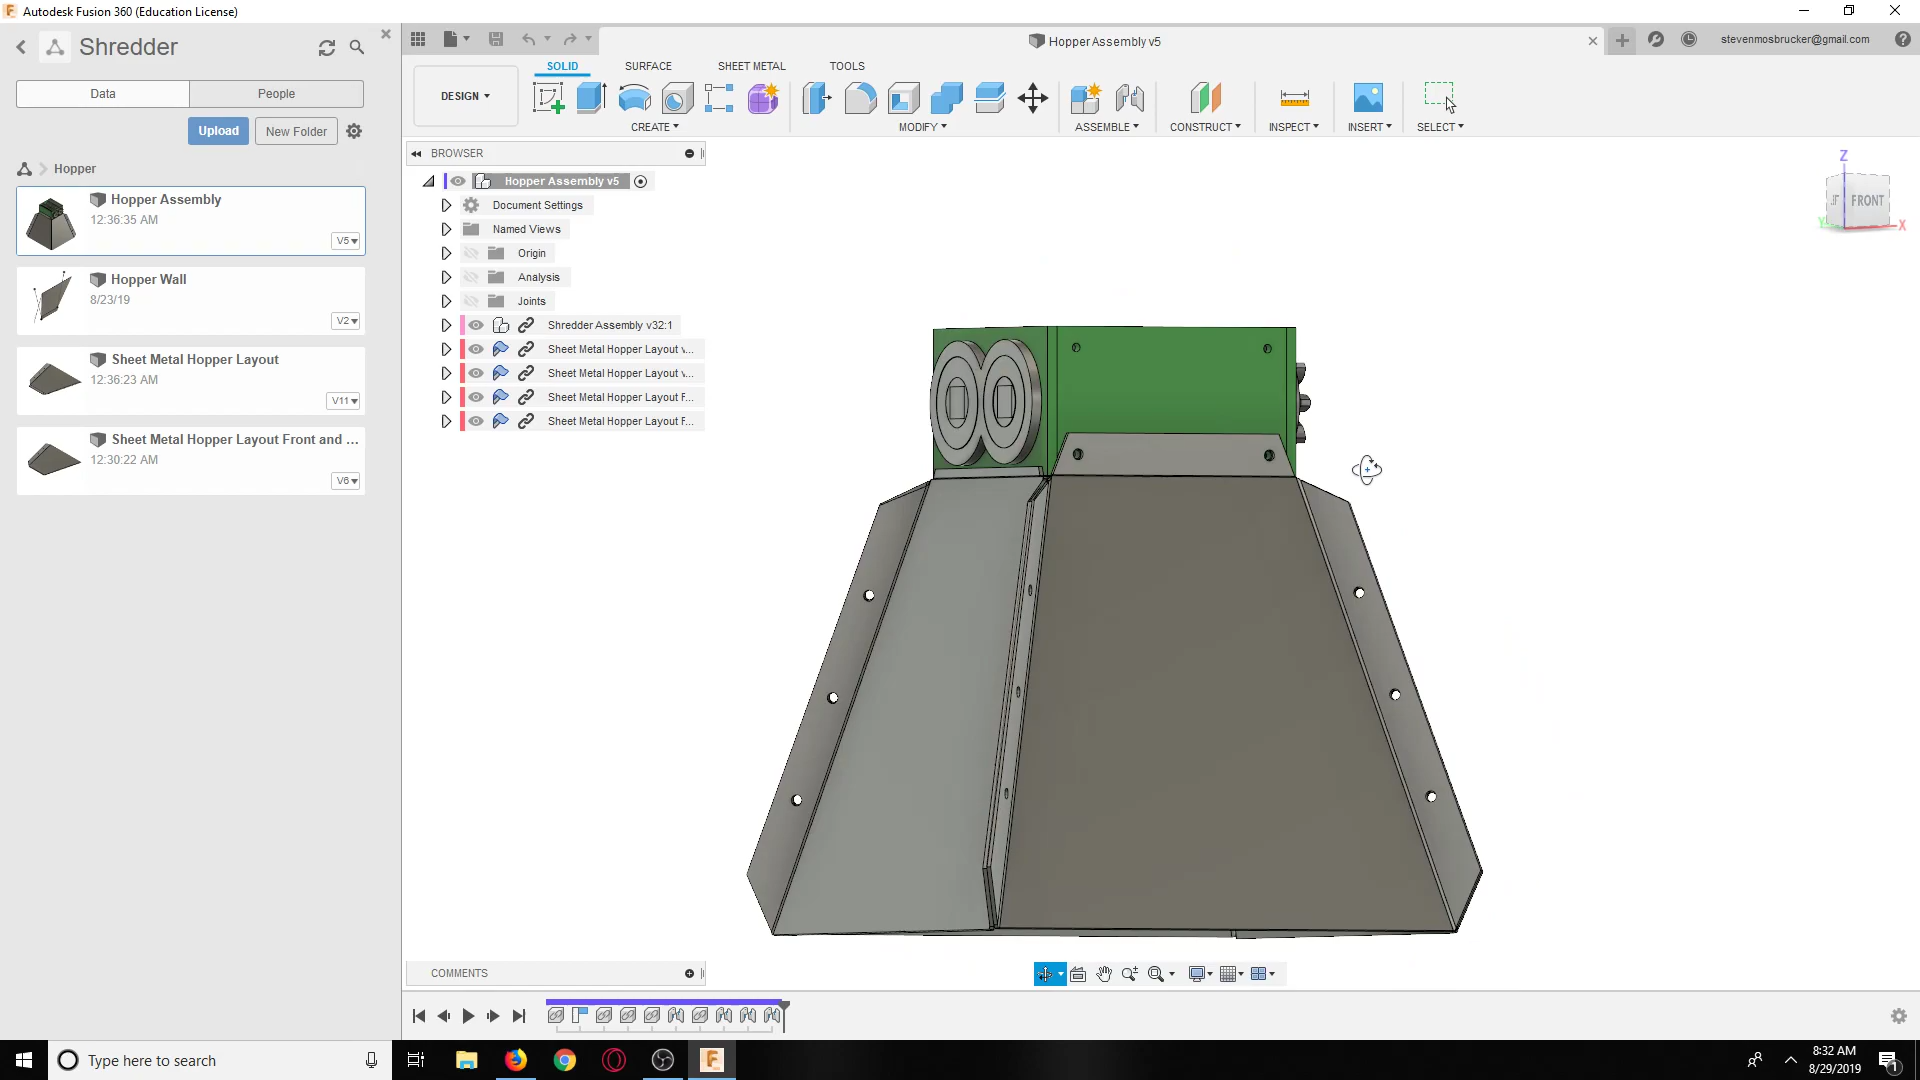 Autodesk Fusion 360 (Education License)
Shredder
Data
People
Upload
New Folder
Hopper
Hopper Assembly
12:36:35 AM
V5
Hopper Wall
8/23/19
V2
Sheet Metal Hopper Layout
12:36:23 AM
V11
Sheet Metal Hopper Layout Front and ...
12:30:22 AM
V6
Hopper Assembly v5
stevenmosbrucker@gmail.com
DESIGN
SOLID
SURFACE
SHEET METAL
TOOLS
CREATE
MODIFY
ASSEMBLE
CONSTRUCT
INSPECT
INSERT
SELECT
BROWSER
Hopper Assembly v5
Document Settings
Named Views
Origin
Analysis
Joints
Shredder Assembly v32:1
Sheet Metal Hopper Layout v...
Sheet Metal Hopper Layout v...
Sheet Metal Hopper Layout F...
Sheet Metal Hopper Layout F...
Z
FRONT
Y
X
COMMENTS
Type here to search
8:32 AM
8/29/2019
1